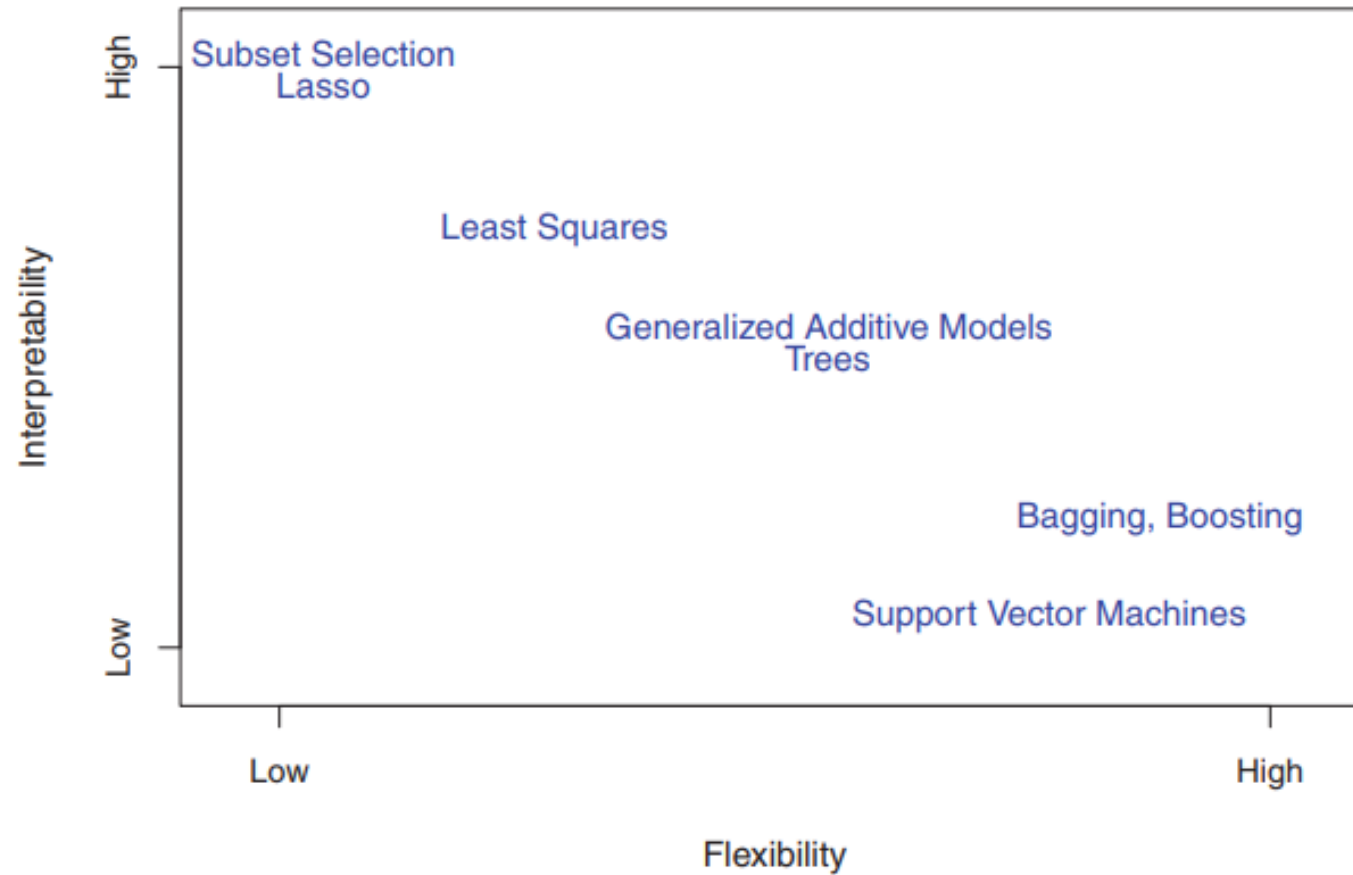 High
Subset Selection
Lasso
Least Squares
Interpretability
Generalized Additive Models
Trees
Bagging, Boosting
Support Vector Machines
Low
Low
High
Flexibility